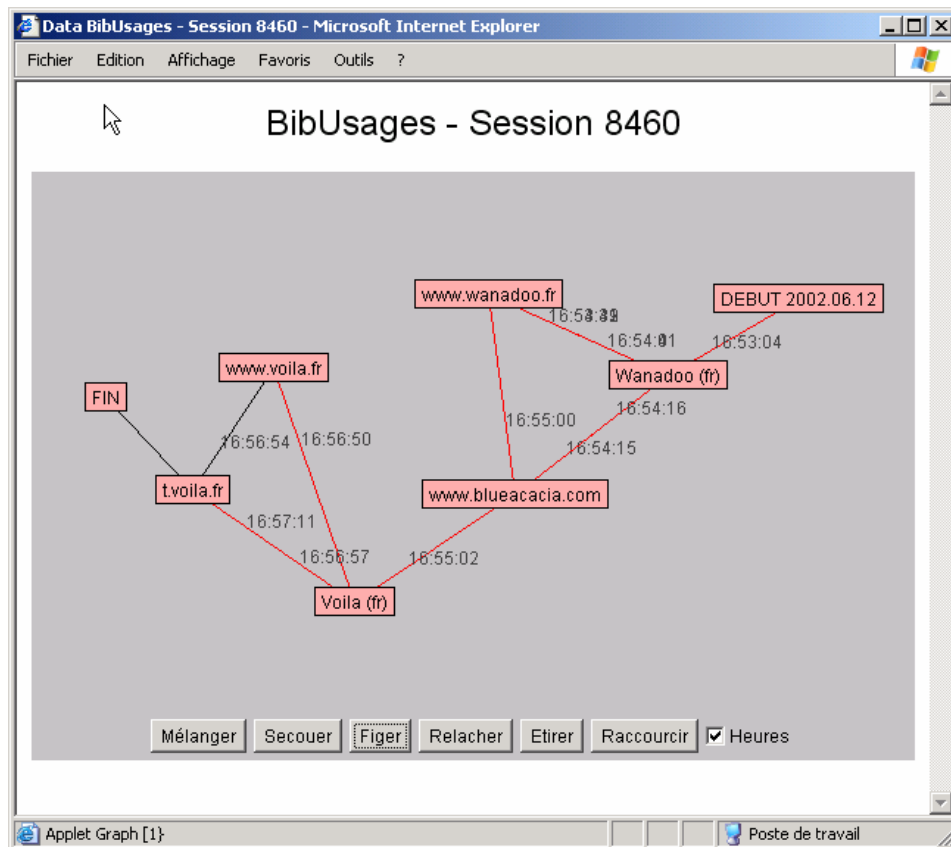 Data BibUsages - Session 8460 - Microsoft Internet Explorer
Fichier Edition Affichage Favoris Outils ?
BibUsages - Session 8460
www.wanadoo.fr
DEBUT 2002.06.12
16:53:04
Wanadoo (fr)
www.voila.fr
FIN
16:54:16
16:55:00
16:56:54 16:56:50
16:54:15
t.voila.fr
www.blueacacia.com
16:57:11
16:56:57
16:55:02
Voila (fr)
Mélanger Secouer Figer Relacher Etirer Raccourcir Heures
Applet Graph [1}
Poste de travail